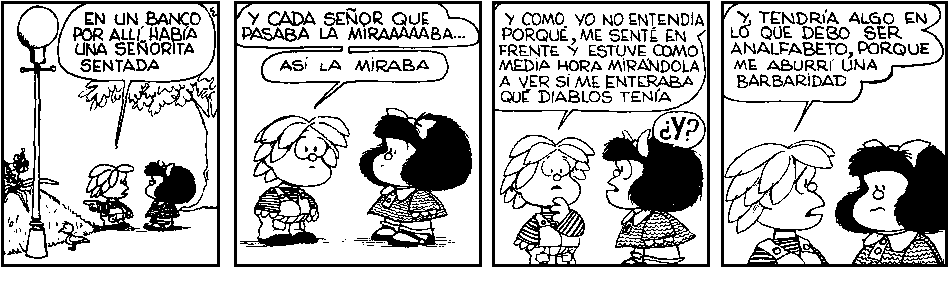 EN UN BANCO
POR ALLÍ, HABÍA
UNA SEÑORITA
SENTADA
Y CADA SEÑOR QUE
PASABA LA MIRAAAAABA...
ASÍ LA MIRABA
Y COMO YO NO ENTENDÍA
PORQUÉ, ME SENTÉ EN
FRENTE Y ESTUVE COMO
MEDIA HORA MIRÁNDOLA
A VER SI ME ENTERABA
QUÉ DIABLOS TENÍA
¿Y?
Y, TENDRÍA ALGO EN
LO QUE DEBO SER
ANALFABETO, PORQUE
ME ABURRÍ UNA
BARBARIDAD